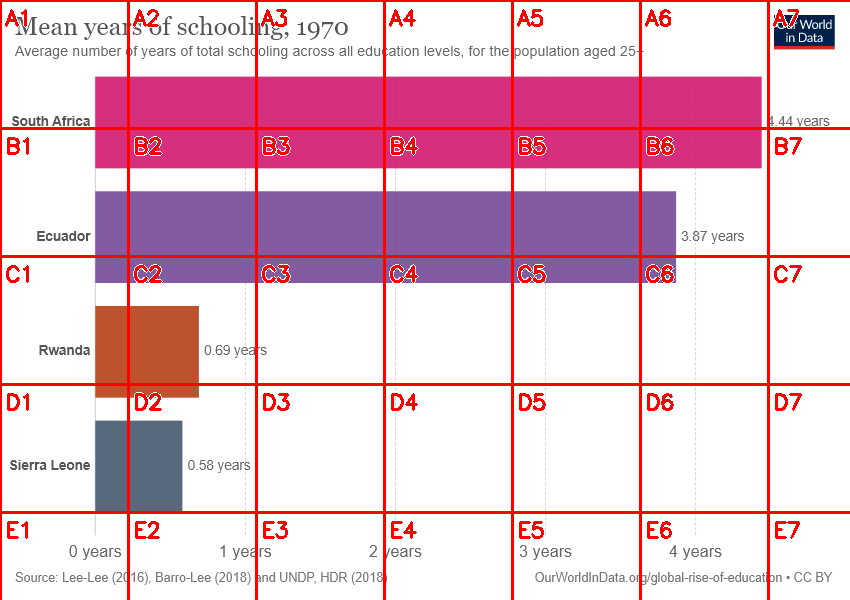 A1 A2 A3 A4 A5 A6 A7
Mean years of schooling, 1970
Our World
in Data
Average number of years of total schooling across all education levels, for the population aged 25+
South Africa 4.44 years
B1 B2 B3 B4 B5 B6 B7
Ecuador 3.87 years
C1 C2 C3 C4 C5 C6 C7
Rwanda 0.69 years
D1 D2 D3 D4 D5 D6 D7
Sierra Leone 0.58 years
E1 E2 E3 E4 E5 E6 E7
0 years 1 years 2 years 3 years 4 years
Source: Lee-Lee (2016), Barro-Lee (2018) and UNDP, HDR (2018) OurWorldInData.org/global-rise-of-education • CC BY